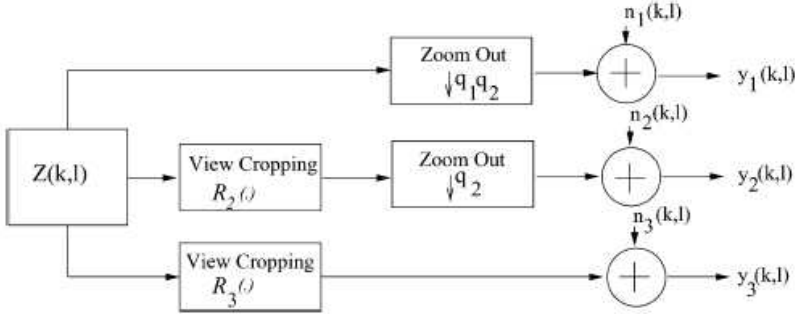 n₁(k,l)
Zoom Out
↓q₁q₂
y₁(k,l)
n₂(k,l)
Z(k,l)
View Cropping
R₂(.)
Zoom Out
↓q₂
y₂(k,l)
n₃(k,l)
View Cropping
R₃(.)
y₃(k,l)